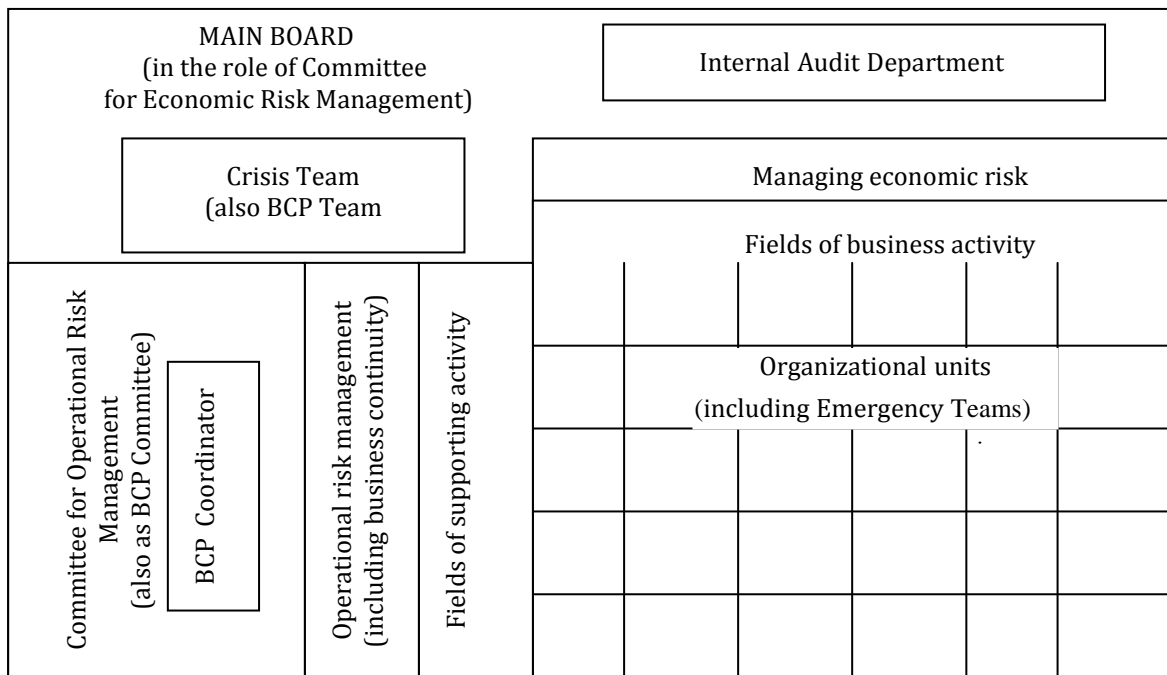 MAIN BOARD
(in the role of Committee
for Economic Risk Management)
Internal Audit Department
Crisis Team
(also BCP Team
Managing economic risk
Fields of business activity
Committee for Operational Risk
Management
(also as BCP Committee)
BCP Coordinator
Operational risk management
(including business continuity)
Fields of supporting activity
Organizational units
(including Emergency Teams)
.